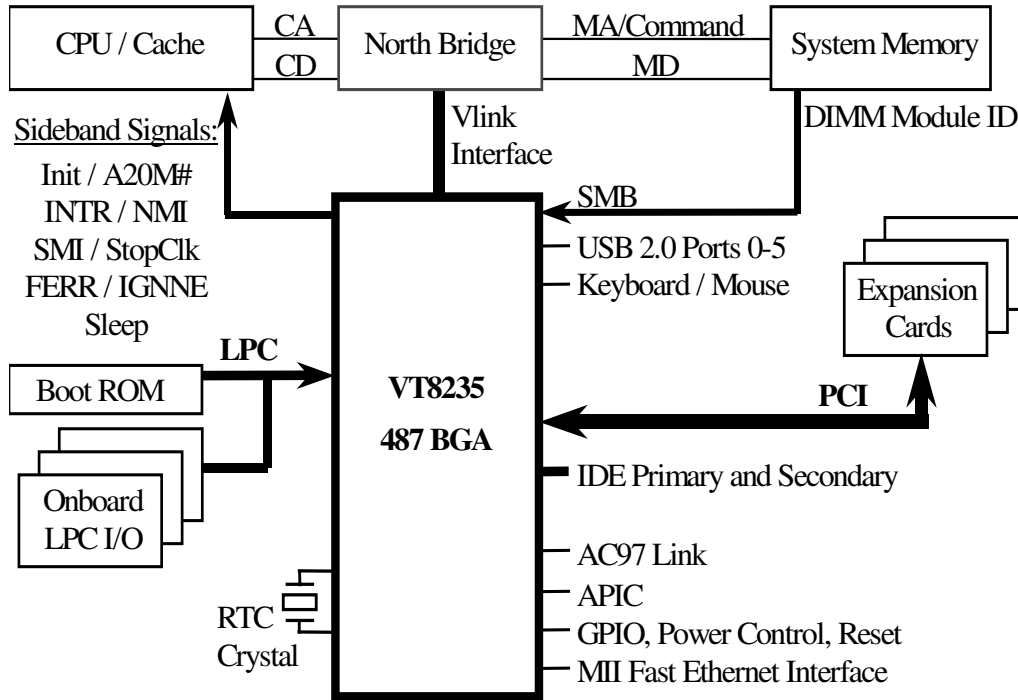 CPU / Cache
CA
CD
North Bridge
MA/Command
MD
System Memory
Sideband Signals:
Init / A20M#
INTR / NMI
SMI / StopClk
FERR / IGNNE
Sleep
Vlink
Interface
DIMM Module ID
SMB
USB 2.0 Ports 0-5
Keyboard / Mouse
Expansion
Cards
LPC
Boot ROM
VT8235
487 BGA
PCI
Onboard
LPC I/O
IDE Primary and Secondary
RTC
Crystal
AC97 Link
APIC
GPIO, Power Control, Reset
MII Fast Ethernet Interface